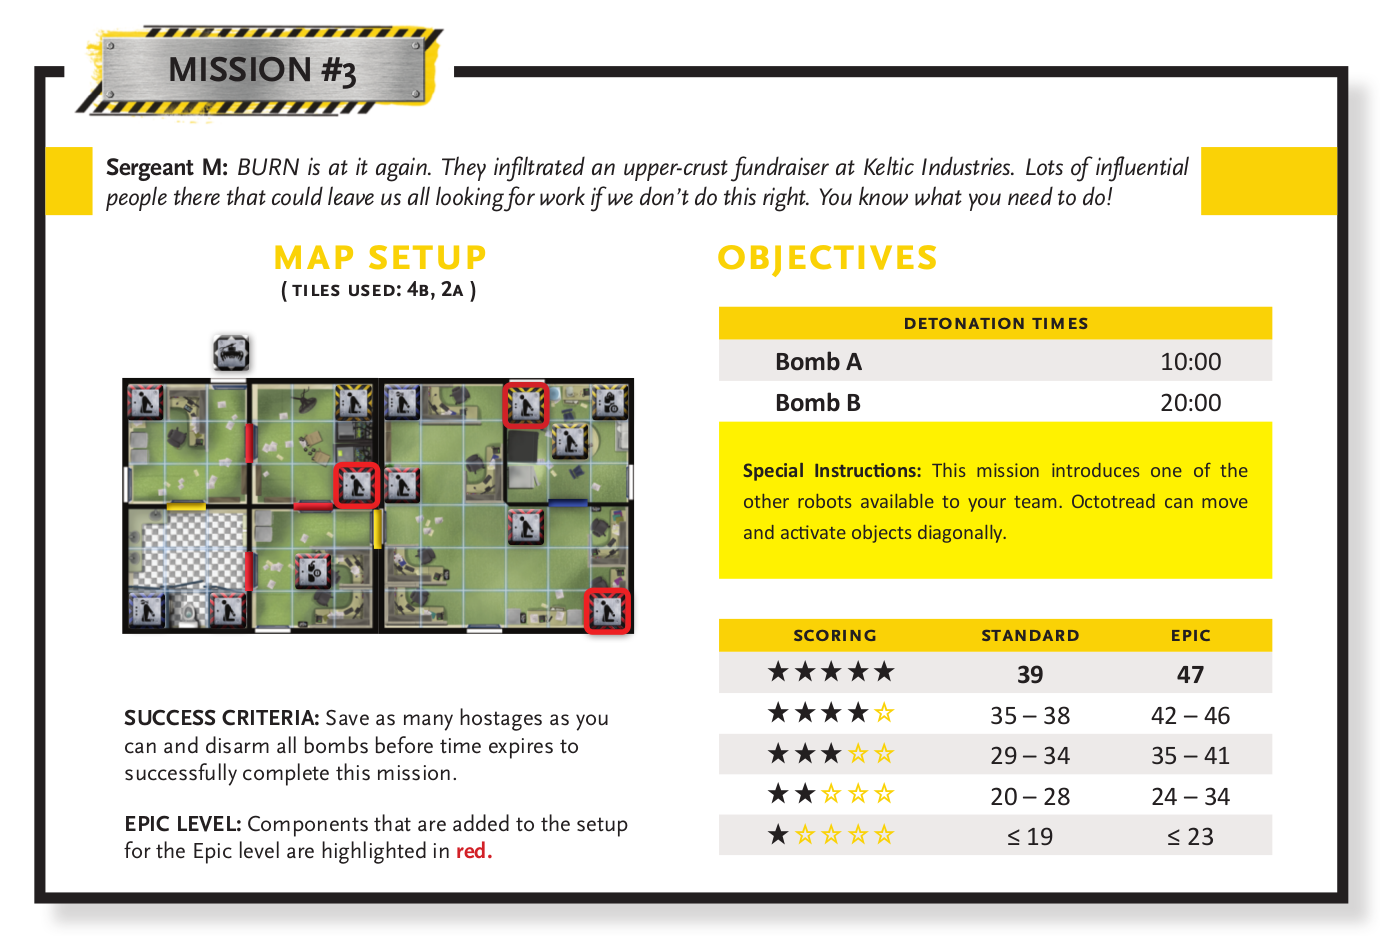 MISSION #3
Sergeant M: BURN is at it again. They infiltrated an upper-crust fundraiser at Keltic Industries. Lots of influential
people there that could leave us all looking for work if we don't do this right. You know what you need to do!
MAP SETUP
( TILES USED: 4B, 2A )
SUCCESS CRITERIA: Save as many hostages as you
can and disarm all bombs before time expires to
successfully complete this mission.
EPIC LEVEL: Components that are added to the setup
for the Epic level are highlighted in red.
OBJECTIVES
DETONATION TIMES
Bomb A 10:00
Bomb B 20:00
Special Instructions: This mission introduces one of the
other robots available to your team. Octotread can move
and activate objects diagonally.
SCORING STANDARD EPIC
★★★★★ 39 47
★★★★☆ 35 – 38 42 – 46
★★★☆☆ 29 – 34 35 – 41
★★☆☆☆ 20 – 28 24 – 34
★☆☆☆☆ ≤ 19 ≤ 23